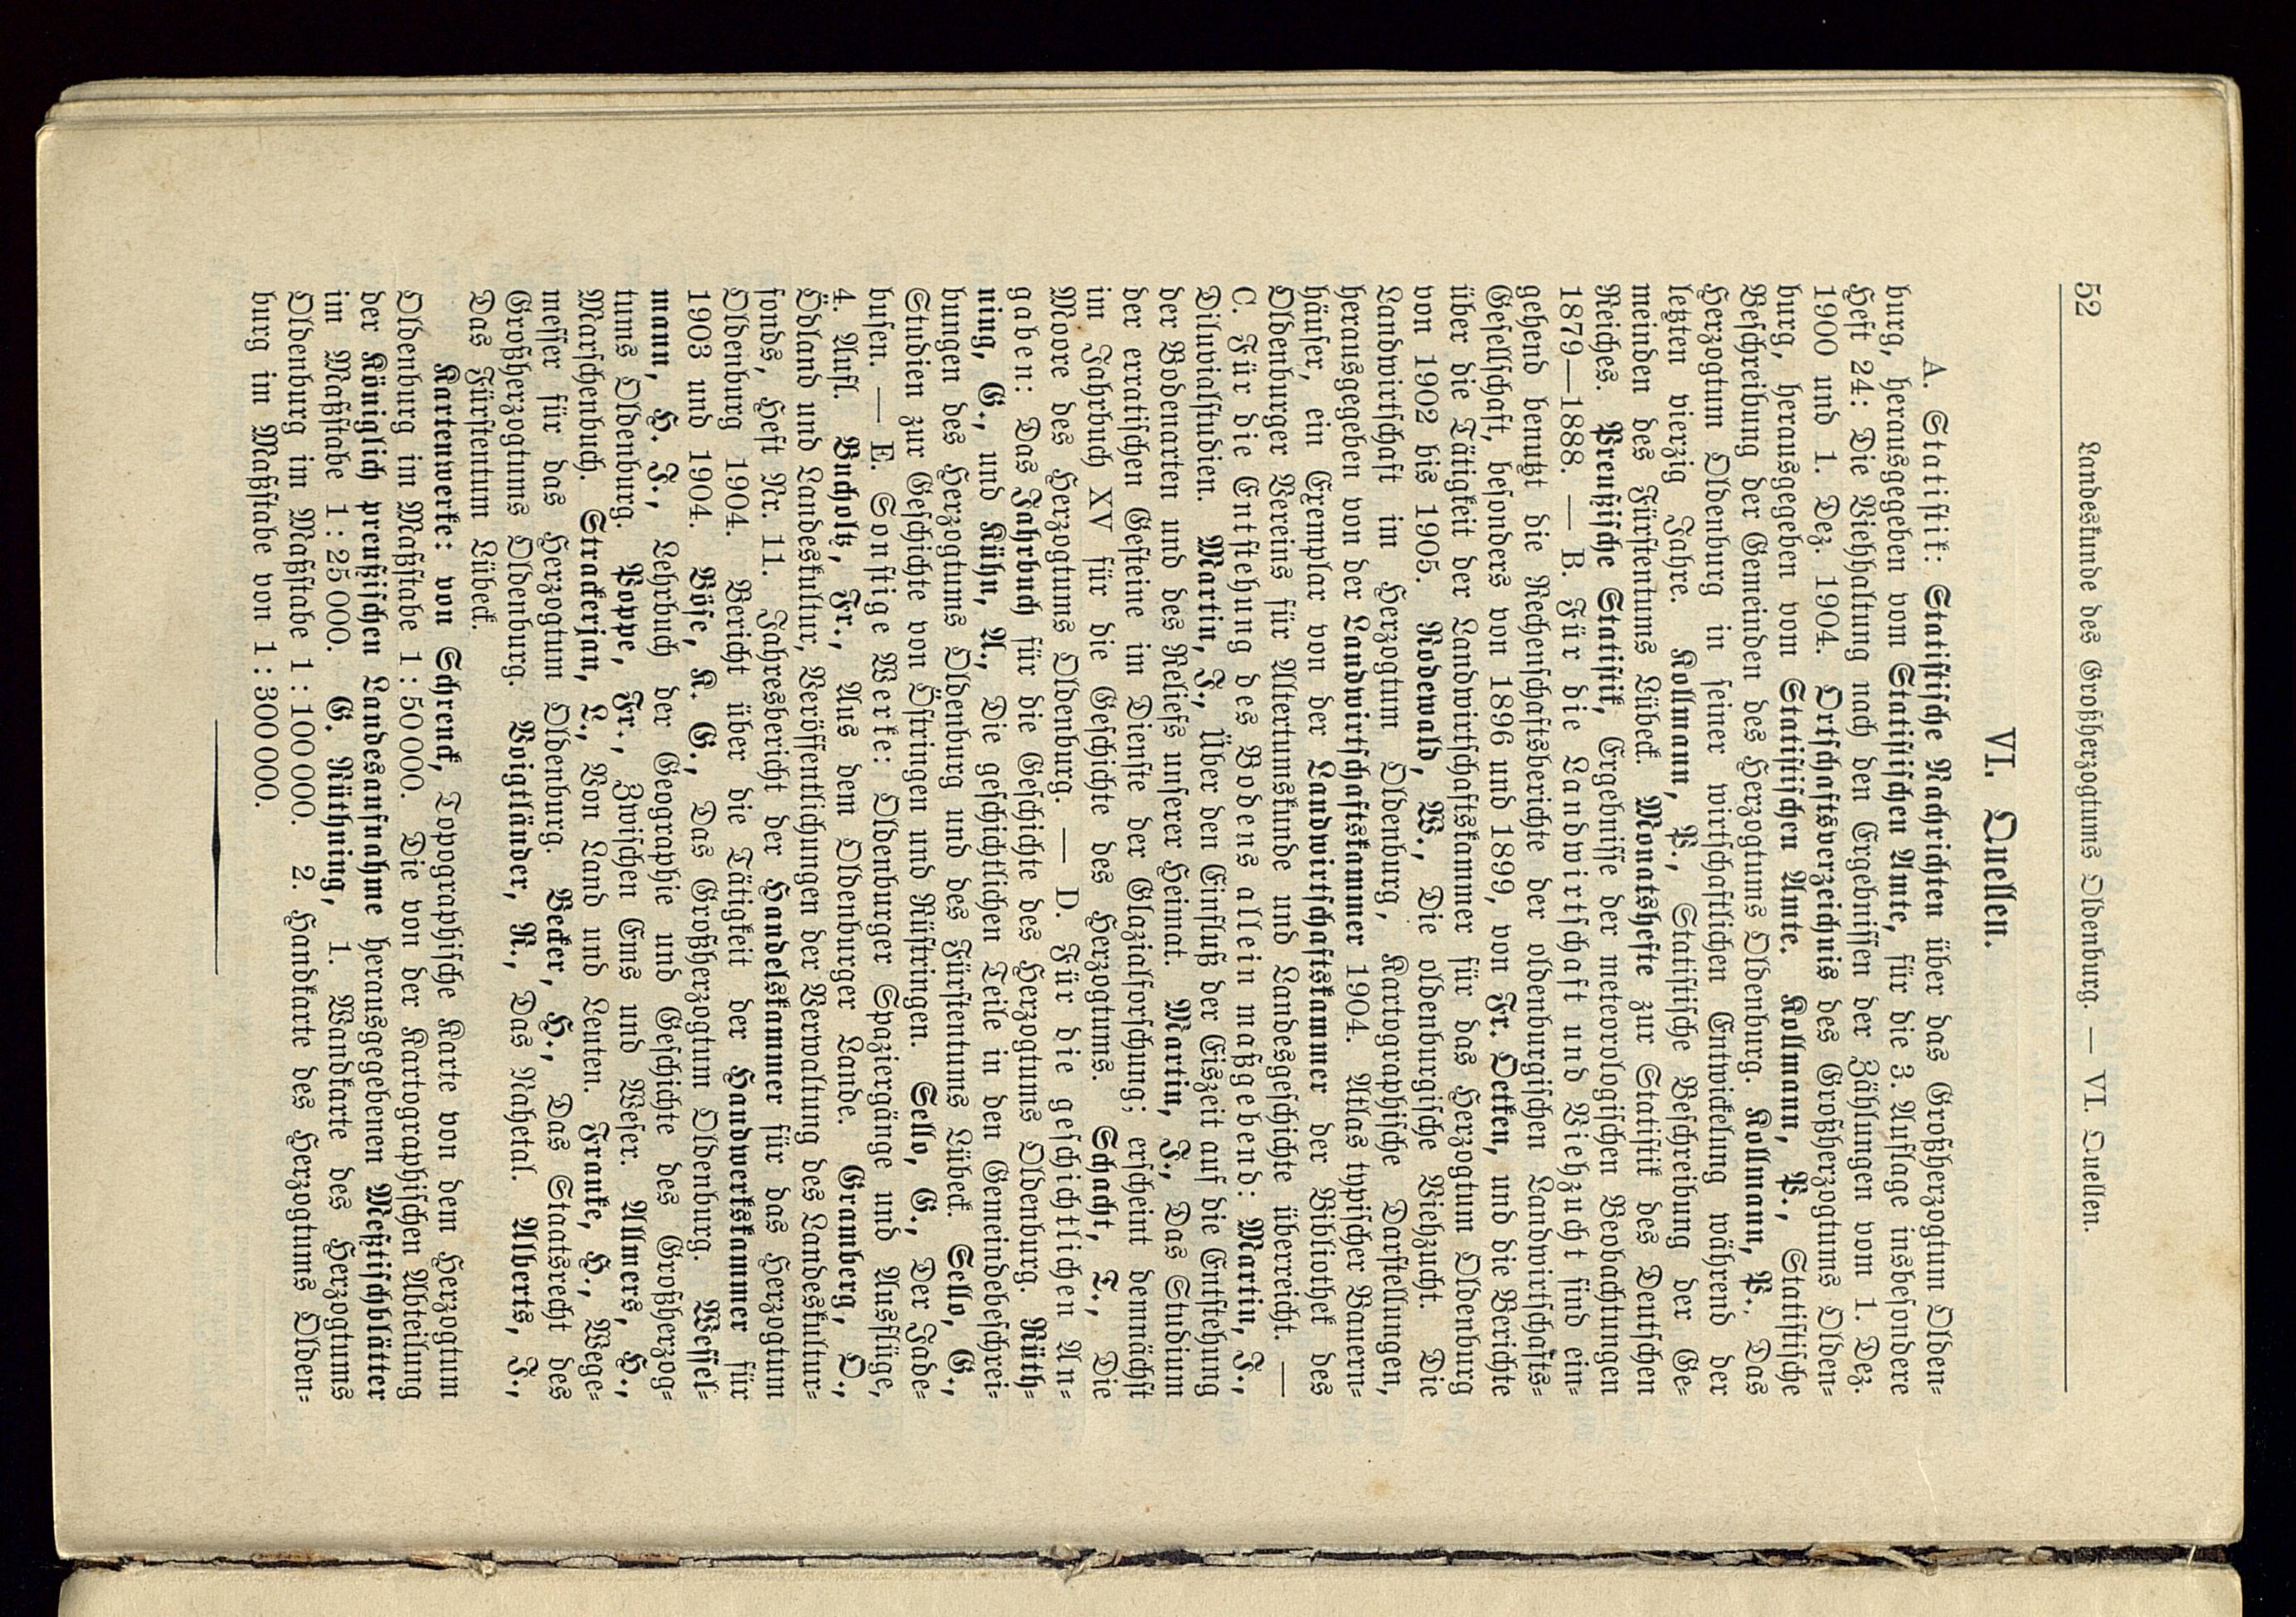 52 Landeskunde des Großherzogtums Oldenburg. — VI. Quellen.
VI. Quellen.
A. Statistik: Statistische Nachrichten über das Großherzogtum Olden-
burg, herausgegeben vom Statistischen Amte, für die 3. Auflage insbesondere
Heft 24: Die Viehhaltung nach den Ergebnissen der Zählungen vom 1. Dez.
1900 und 1. Dez. 1904. Ortschaftsverzeichnis des Großherzogtums Olden-
burg, herausgegeben vom Statistischen Amte. Kollmann, P., Statistische
Beschreibung der Gemeinden des Herzogtums Oldenburg. Kollmann, P., Das
Herzogtum Oldenburg in seiner wirtschaftlichen Entwickelung während der
letzten vierzig Jahre. Kollmann, P., Statistische Beschreibung der Ge-
meinden des Fürstentums Lübeck. Monatshefte zur Statistik des Deutschen
Reiches. Preußische Statistik, Ergebnisse der meteorologischen Beobachtungen
1879—1888. — B. Für die Landwirtschaft und Viehzucht sind ein-
gehend benutzt die Rechenschaftsberichte der oldenburgischen Landwirtschafts-
Gesellschaft, besonders von 1896 und 1899, von Fr. Oetken, und die Berichte
über die Tätigkeit der Landwirtschaftskammer für das Herzogtum Oldenburg
von 1902 bis 1905. Rodewald, W., Die oldenburgische Viehzucht. Die
Landwirtschaft im Herzogtum Oldenburg, Kartographische Darstellungen,
herausgegeben von der Landwirtschaftskammer 1904. Atlas typischer Bauern-
häuser, ein Exemplar von der Landwirtschaftskammer der Bibliothek des
Oldenburger Vereins für Altertumskunde und Landesgeschichte überreicht. —
C. Für die Entstehung des Bodens allein maßgebend: Martin, J.,
Diluvialstudien. Martin, J., Über den Einfluß der Eiszeit auf die Entstehung
der Bodenarten und des Reliefs unserer Heimat. Martin, J., Das Studium
der erratischen Gesteine im Dienste der Glazialforschung; erscheint demnächst
im Jahrbuch XV für die Geschichte des Herzogtums. Schacht, T., Die
Moore des Herzogtums Oldenburg. — D. Für die geschichtlichen An-
gaben: Das Jahrbuch für die Geschichte des Herzogtums Oldenburg. Rüth-
ning, G., und Kühn, A., Die geschichtlichen Teile in den Gemeindebeschrei-
bungen des Herzogtums Oldenburg und des Fürstentums Lübeck. Sello, G.,
Studien zur Geschichte von Östringen und Rüstringen. Sello, G., Der Jade-
busen. — E. Sonstige Werke: Oldenburger Spaziergänge und Ausflüge,
4. Aufl. Bucholtz, Fr., Aus dem Oldenburger Lande. Gramberg, O.,
Ödland und Landeskultur, Veröffentlichungen der Verwaltung des Landeskultur-
fonds, Heft Nr. 11. Jahresbericht der Handelskammer für das Herzogtum
Oldenburg 1904. Bericht über die Tätigkeit der Handwerkskammer für
1903 und 1904. Böse, K. G., Das Großherzogtum Oldenburg. Wessel-
mann, H. J., Lehrbuch der Geographie und Geschichte des Großherzog-
tums Oldenburg. Poppe, Fr., Zwischen Ems und Weser. Allmers, H.,
Marschenbuch. Strackerjan, L., Von Land und Leuten. Franke, H., Wege-
messer für das Herzogtum Oldenburg. Becker, H., Das Staatsrecht des
Großherzogtums Oldenburg. Voigtländer, R., Das Nahetal. Alberts, J.,
Das Fürstentum Lübeck.
Kartenwerke: von Schrenck, Topographische Karte von dem Herzogtum
Oldenburg im Maßstabe 1 : 50 000. Die von der Kartographischen Abteilung
der Königlich preußischen Landesaufnahme herausgegebenen Meßtischblätter
im Maßstabe 1 : 25 000. G. Rüthning, 1. Wandkarte des Herzogtums
Oldenburg im Maßstabe 1 : 100 000. 2. Handkarte des Herzogtums Olden-
burg im Maßstabe von 1 : 300 000.